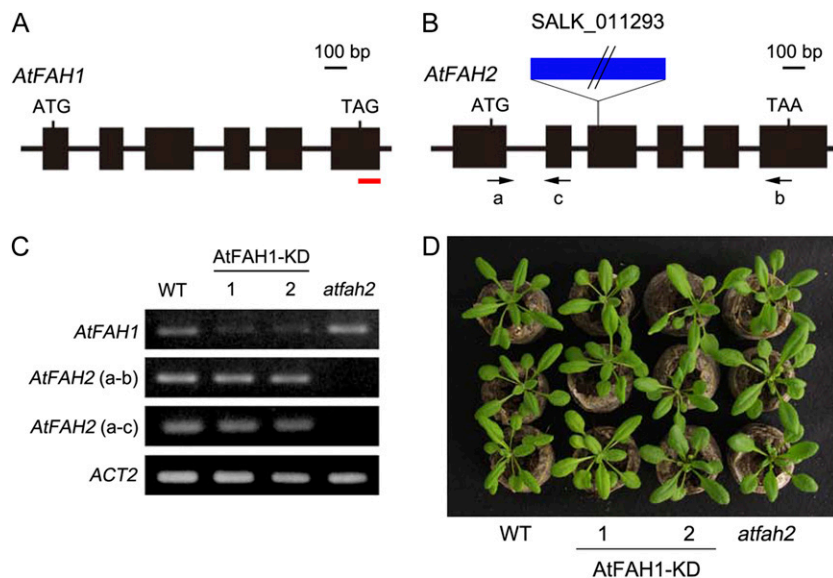 A
100 bp
AtFAH1
ATG
TAG
B
SALK_011293
100 bp
AtFAH2
ATG
TAA
a
c
b
C
AtFAH1-KD
WT
1
2
atfah2
AtFAH1
AtFAH2 (a-b)
AtFAH2 (a-c)
ACT2
D
WT
1
2
atfah2
AtFAH1-KD